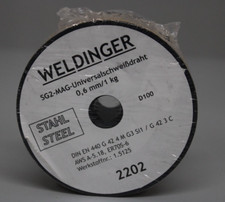 WELDINGER
SG2-MAG-Universalschweißdraht
0,6 mm/1 kg
D100
STAHL
STEEL
DIN EN 440 G 42 4 M G3 Si1 / G 42 3 C
AWS A-5.18, ER70S-6
Werkstoffnr.: 1.5125
2202